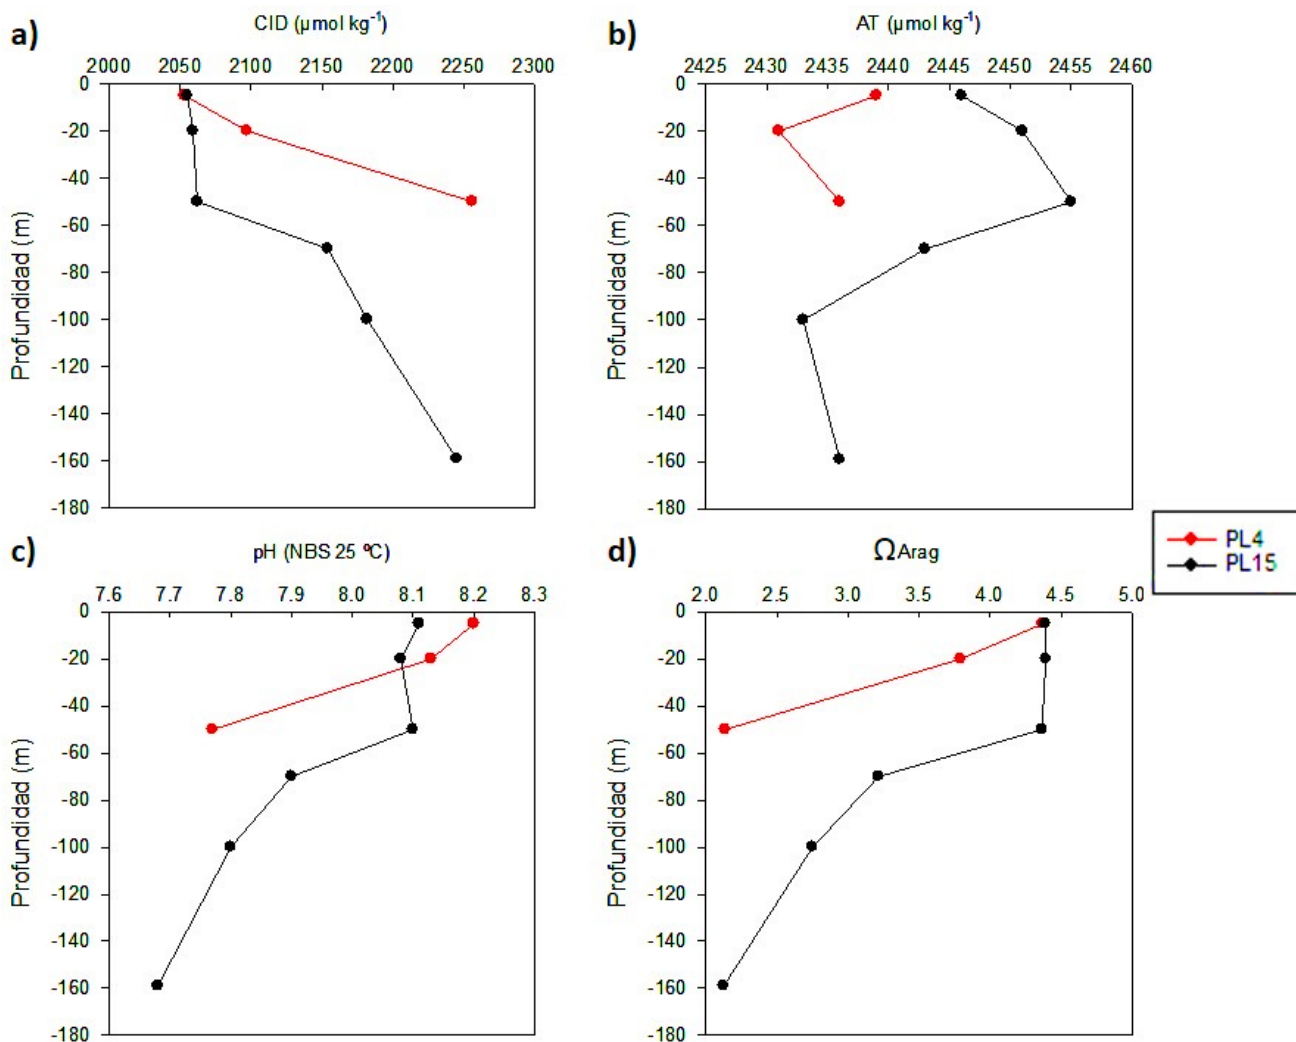 a)
CID (µmol kg⁻¹)
2000 2050 2100 2150 2200 2250 2300
0
-20
-40
-60
-80
-100
-120
-140
-160
-180
Profundidad (m)
b)
AT (µmol kg⁻¹)
2425 2430 2435 2440 2445 2450 2455 2460
0
-20
-40
-60
-80
-100
-120
-140
-160
-180
Profundidad (m)
PL4
PL15
c)
pH (NBS 25 ºC)
7.6 7.7 7.8 7.9 8.0 8.1 8.2 8.3
0
-20
-40
-60
-80
-100
-120
-140
-160
-180
Profundidad (m)
d)
ΩArag
2.0 2.5 3.0 3.5 4.0 4.5 5.0
0
-20
-40
-60
-80
-100
-120
-140
-160
-180
Profundidad (m)